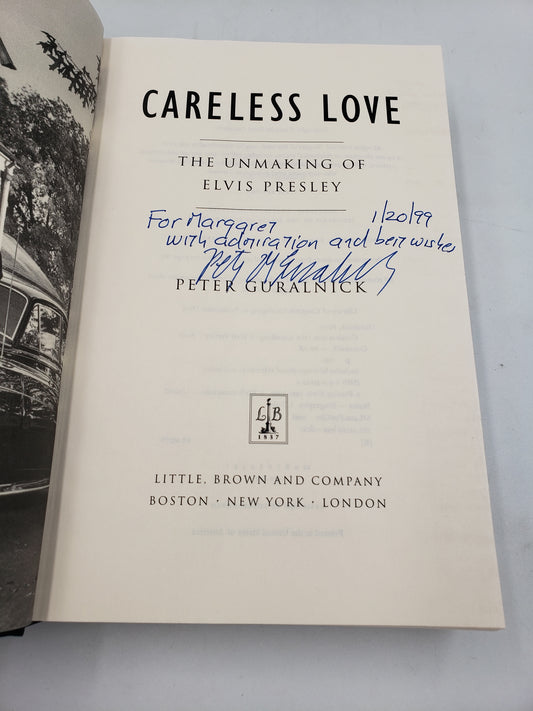 CARELESS LOVE
THE UNMAKING OF
ELVIS PRESLEY
For Margaret 1/20/99
with admiration and best wishes
PETER GURALNICK
L B
1837
LITTLE, BROWN AND COMPANY
BOSTON · NEW YORK · LONDON